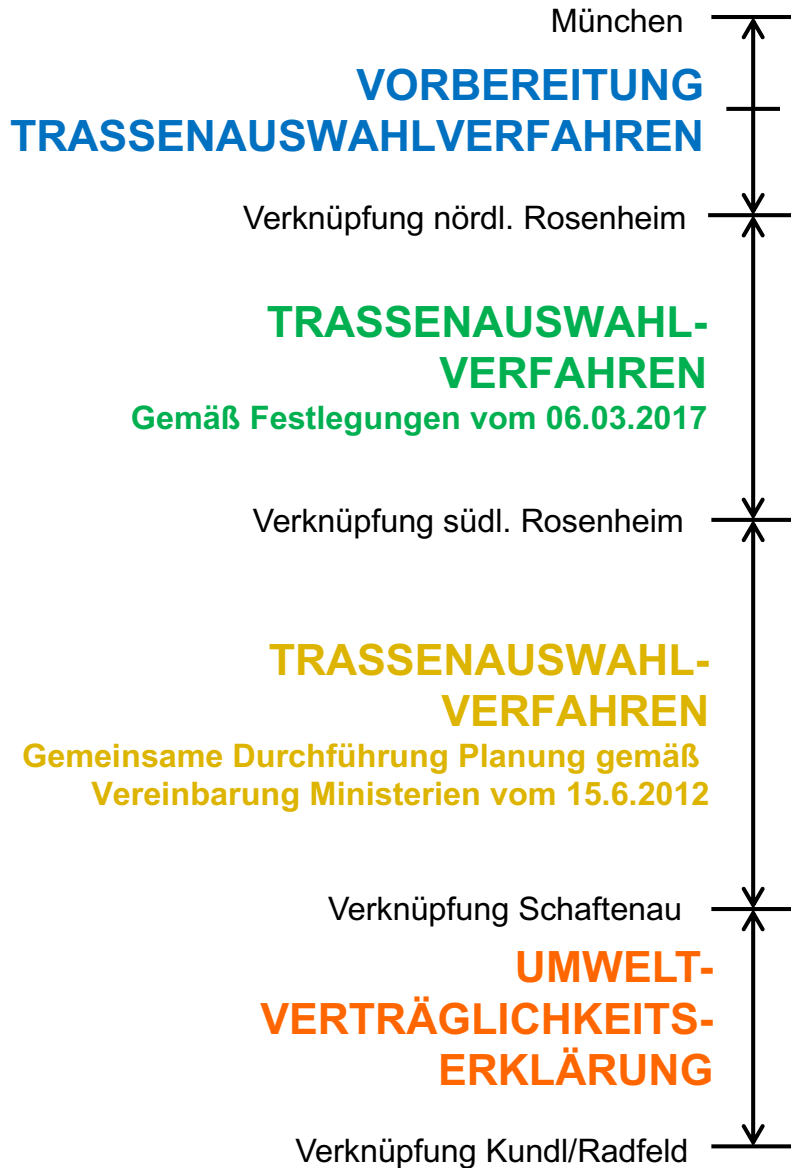 München
VORBEREITUNG
TRASSENAUSWAHLVERFAHREN
Verknüpfung nördl. Rosenheim
TRASSENAUSWAHL-
VERFAHREN
Gemäß Festlegungen vom 06.03.2017
Verknüpfung südl. Rosenheim
TRASSENAUSWAHL-
VERFAHREN
Gemeinsame Durchführung Planung gemäß
Vereinbarung Ministerien vom 15.6.2012
Verknüpfung Schaftenau
UMWELT-
VERTRÄGLICHKEITS-
ERKLÄRUNG
Verknüpfung Kundl/Radfeld